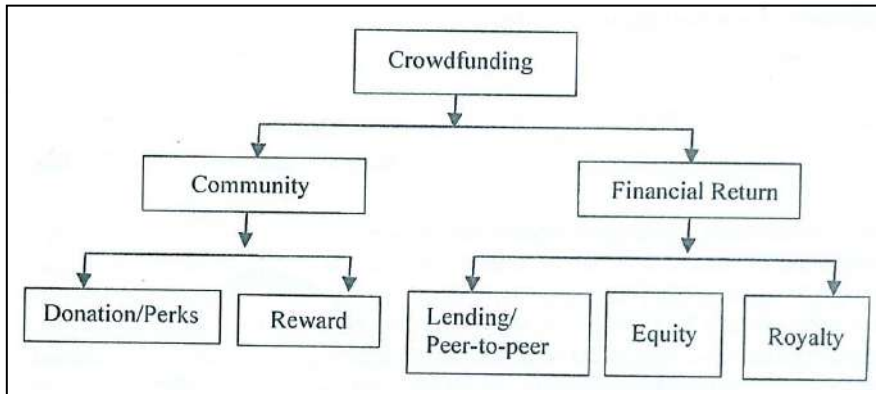 Crowdfunding
Community
Financial Return
Donation/Perks
Reward
Lending/
Peer-to-peer
Equity
Royalty